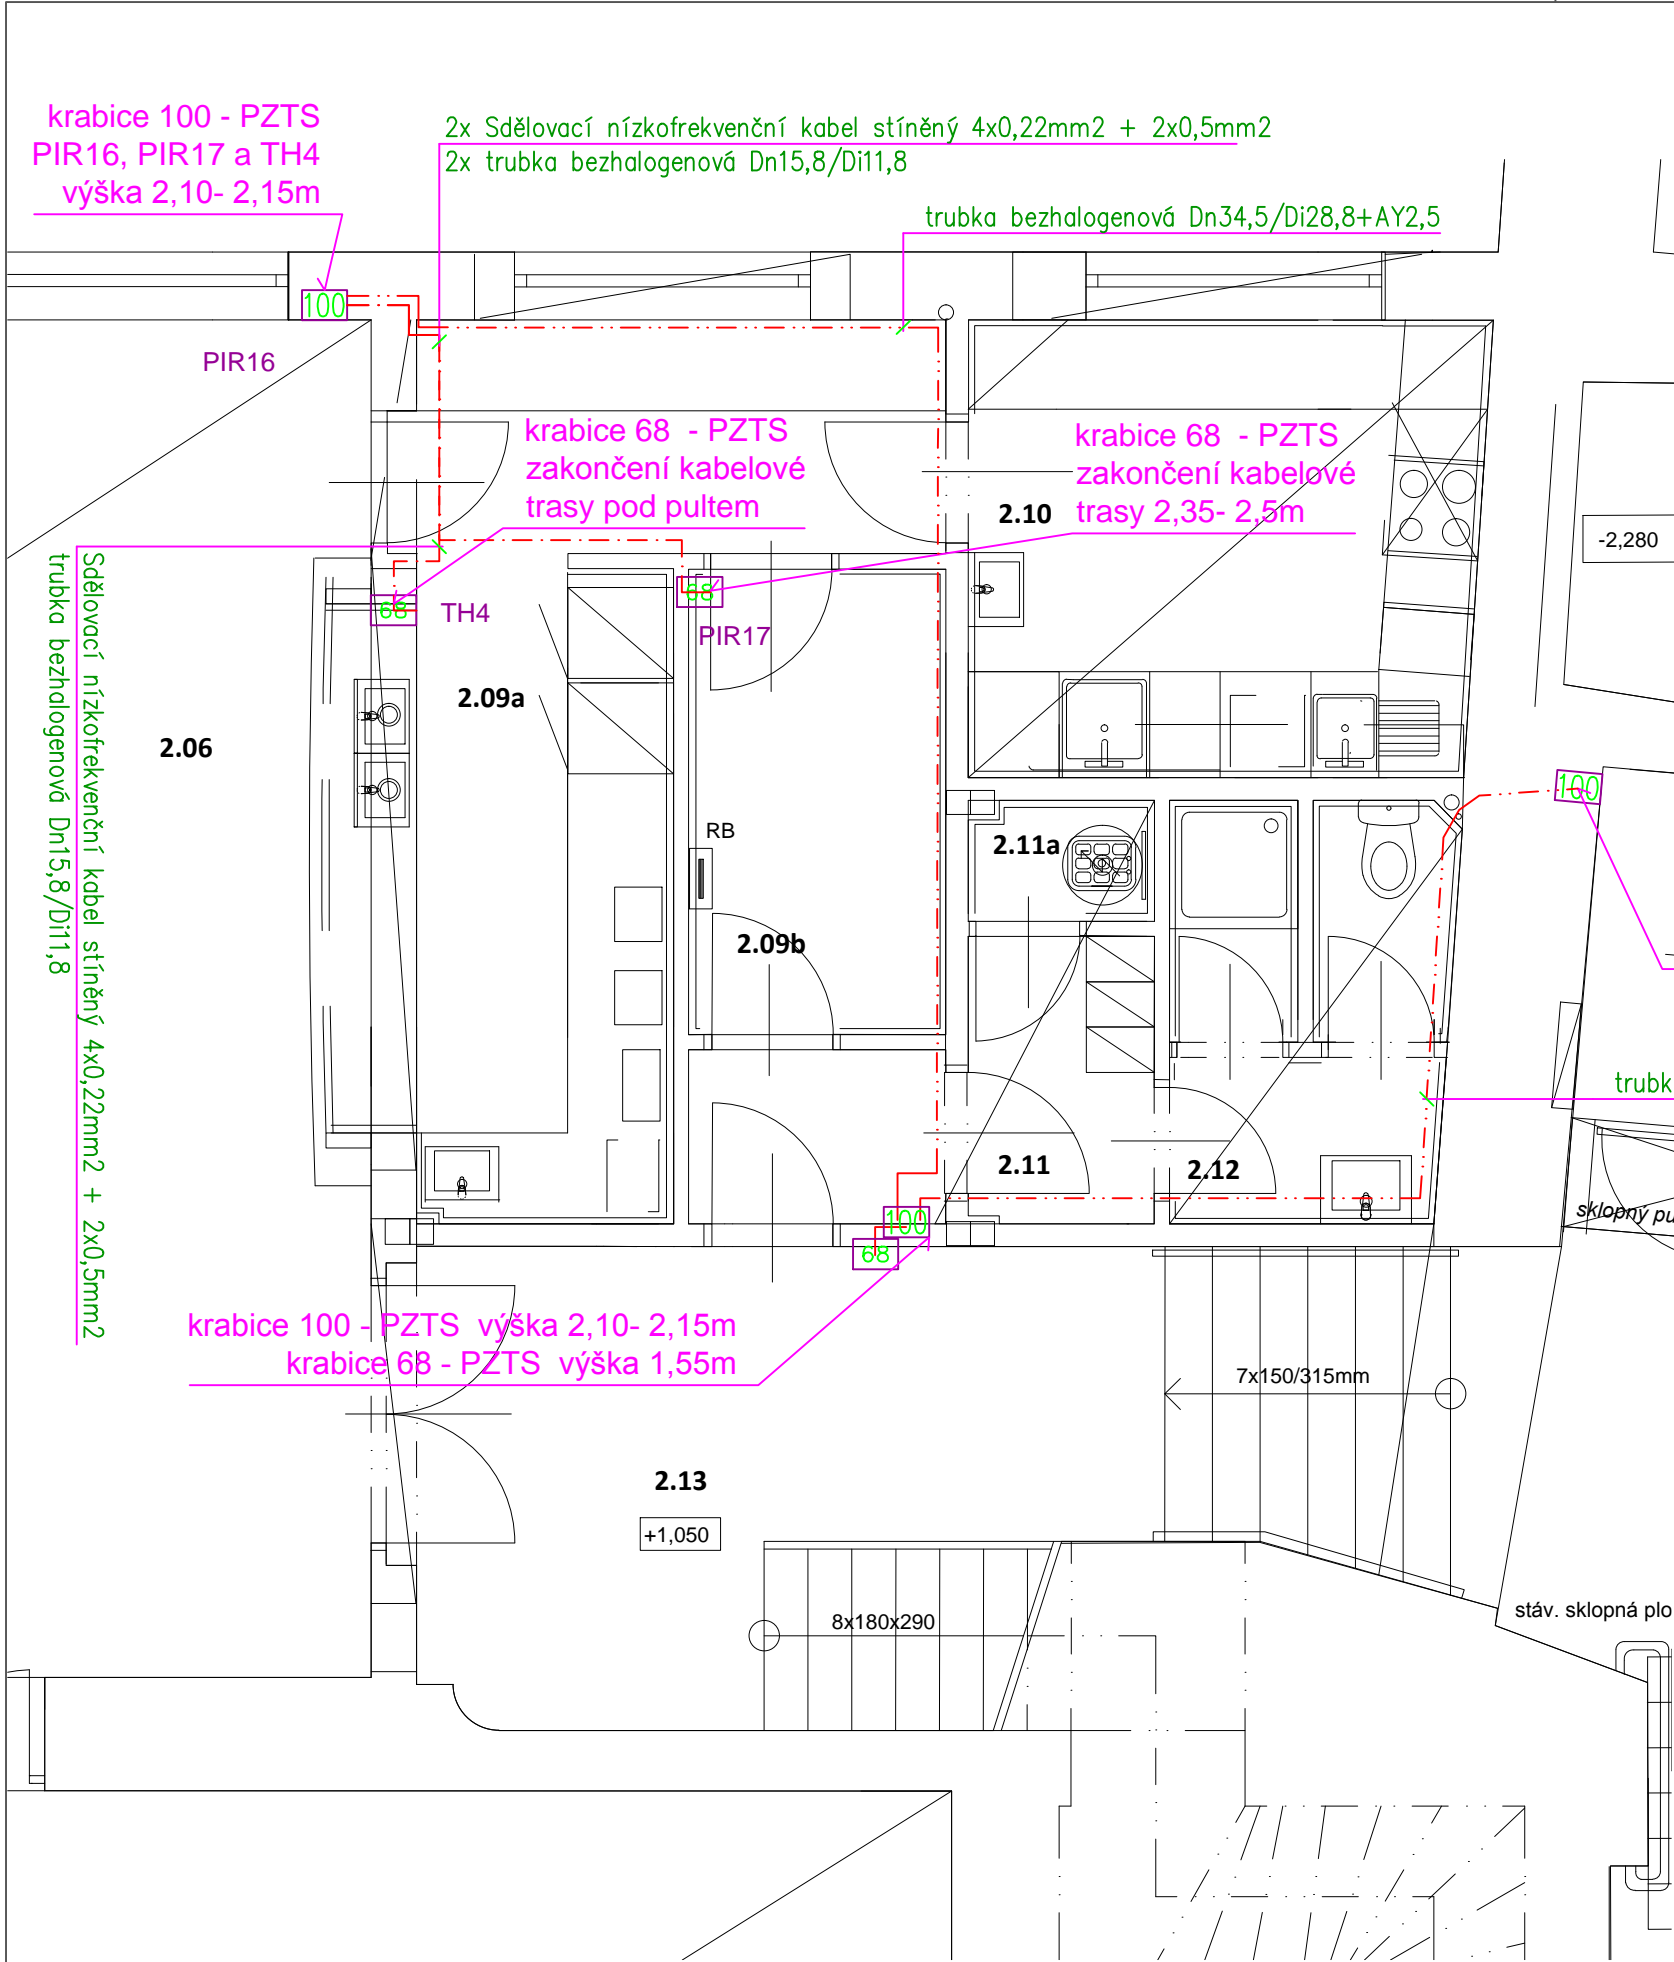 krabice 100 - PZTS
PIR16, PIR17 a TH4
výška 2,10- 2,15m
2x Sdělovací nízkofrekvenční kabel stíněný 4x0,22mm2 + 2x0,5mm2
2x trubka bezhalogenová Dn15,8/Di11,8
trubka bezhalogenová Dn34,5/Di28,8+AY2,5
100
PIR16
krabice 68 - PZTS
zakončení kabelové
trasy pod pultem
krabice 68 - PZTS
zakončení kabelové
trasy 2,35- 2,5m
2.10
-2,280
Sdělovací nízkofrekvenční kabel stíněný 4x0,22mm2 + 2x0,5mm2
trubka bezhalogenová Dn15,8/Di11,8
68
TH4
68
PIR17
2.09a
2.06
RB
2.09b
2.11a
100
trubk
2.11
2.12
sklopný pu
100
68
krabice 100 - PZTS výška 2,10- 2,15m
krabice 68 - PZTS výška 1,55m
7x150/315mm
2.13
+1,050
8x180x290
stáv. sklopná plo